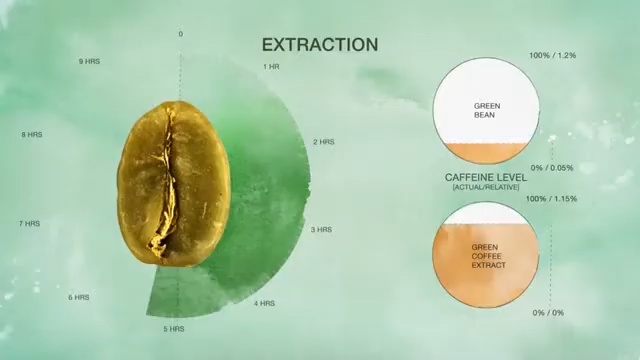 0
EXTRACTION
9 HRS
1 HR
8 HRS
2 HRS
7 HRS
3 HRS
6 HRS
4 HRS
5 HRS
100% / 1.2%
GREEN
BEAN
0% / 0.05%
CAFFEINE LEVEL
[ACTUAL/RELATIVE]
100% / 1.15%
GREEN
COFFEE
EXTRACT
0% / 0%